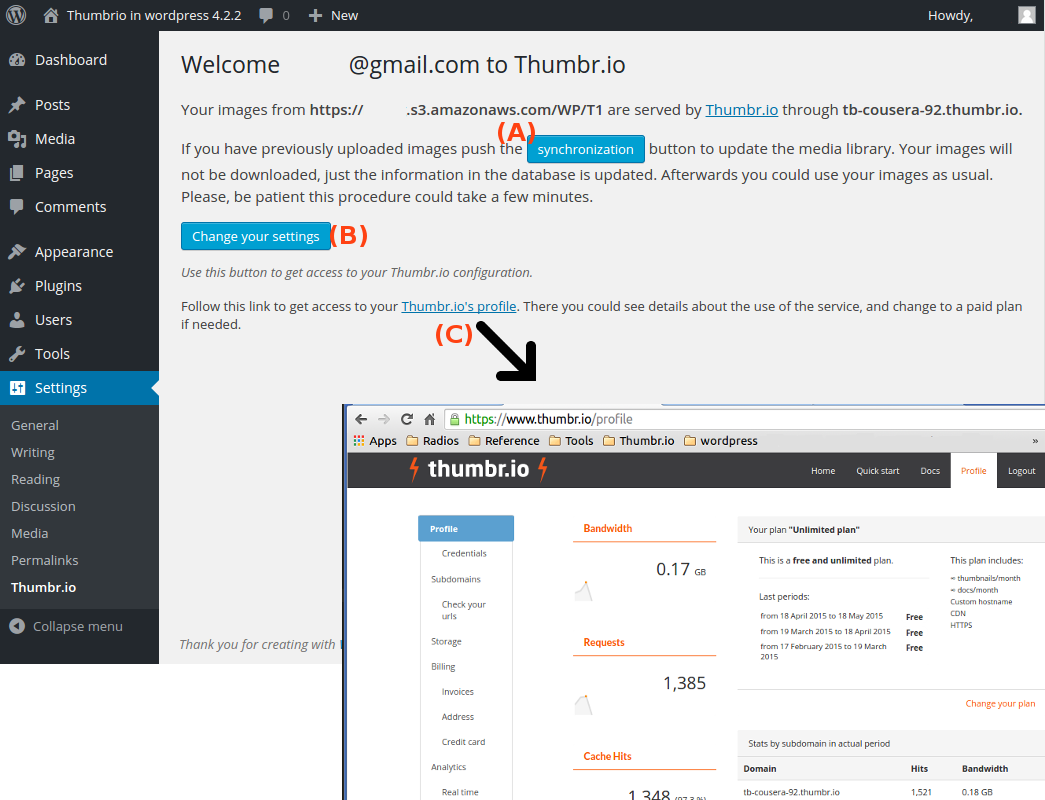 Thumbrio in wordpress 4.2.2 0 New Howdy,
Dashboard
Posts
Media
Pages
Comments
Appearance
Plugins
Users
Tools
Settings
General
Writing
Reading
Discussion
Media
Permalinks
Thumbr.io
Collapse menu
Welcome @gmail.com to Thumbr.io
Your images from https:// .s3.amazonaws.com/WP/T1 are served by Thumbr.io through tb-cousera-92.thumbr.io.
(A)
If you have previously uploaded images push the synchronization button to update the media library. Your images will
not be downloaded, just the information in the database is updated. Afterwards you could use your images as usual.
Please, be patient this procedure could take a few minutes.
Change your settings (B)
Use this button to get access to your Thumbr.io configuration.
Follow this link to get access to your Thumbr.io's profile. There you could see details about the use of the service, and change to a paid plan
if needed.
(C)
Thank you for creating with
https://www.thumbr.io/profile
Apps Radios Reference Tools Thumbr.io wordpress »
thumbr.io Home Quick start Docs Profile Logout
Profile
Credentials
Subdomains
Check your
urls
Storage
Billing
Invoices
Address
Credit card
Analytics
Real time
Bandwidth
0.17 GB
Requests
1,385
Cache Hits
1,348 (97.3 %)
Your plan "Unlimited plan"
This is a free and unlimited plan.
Last periods:
from 18 April 2015 to 18 May 2015 Free
from 19 March 2015 to 18 April 2015 Free
from 17 February 2015 to 19 March Free
2015
This plan includes:
∞ thumbnails/month
∞ docs/month
Custom hostname
CDN
HTTPS
Change your plan
Stats by subdomain in actual period
Domain Hits Bandwidth
tb-cousera-92.thumbr.io 1,521 0.18 GB